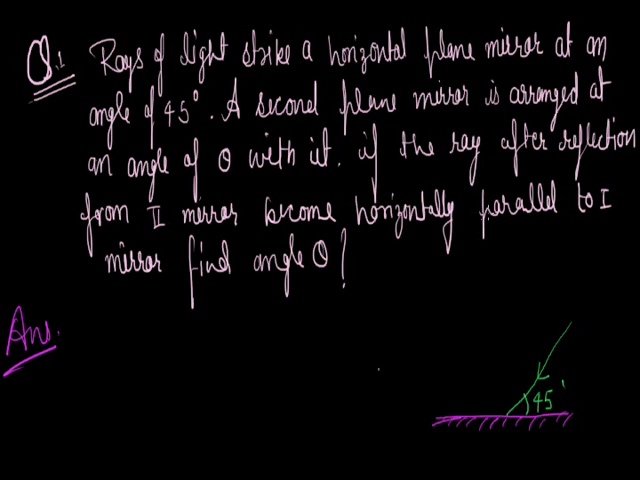 Q.1 Rays of light strike a horizontal plane mirror at an
angle of 45°. A second plane mirror is arranged at
an angle of θ with it. if the ray after reflection
from II mirror become horizontally parallel to I
mirror find angle θ?
Ans.
45°